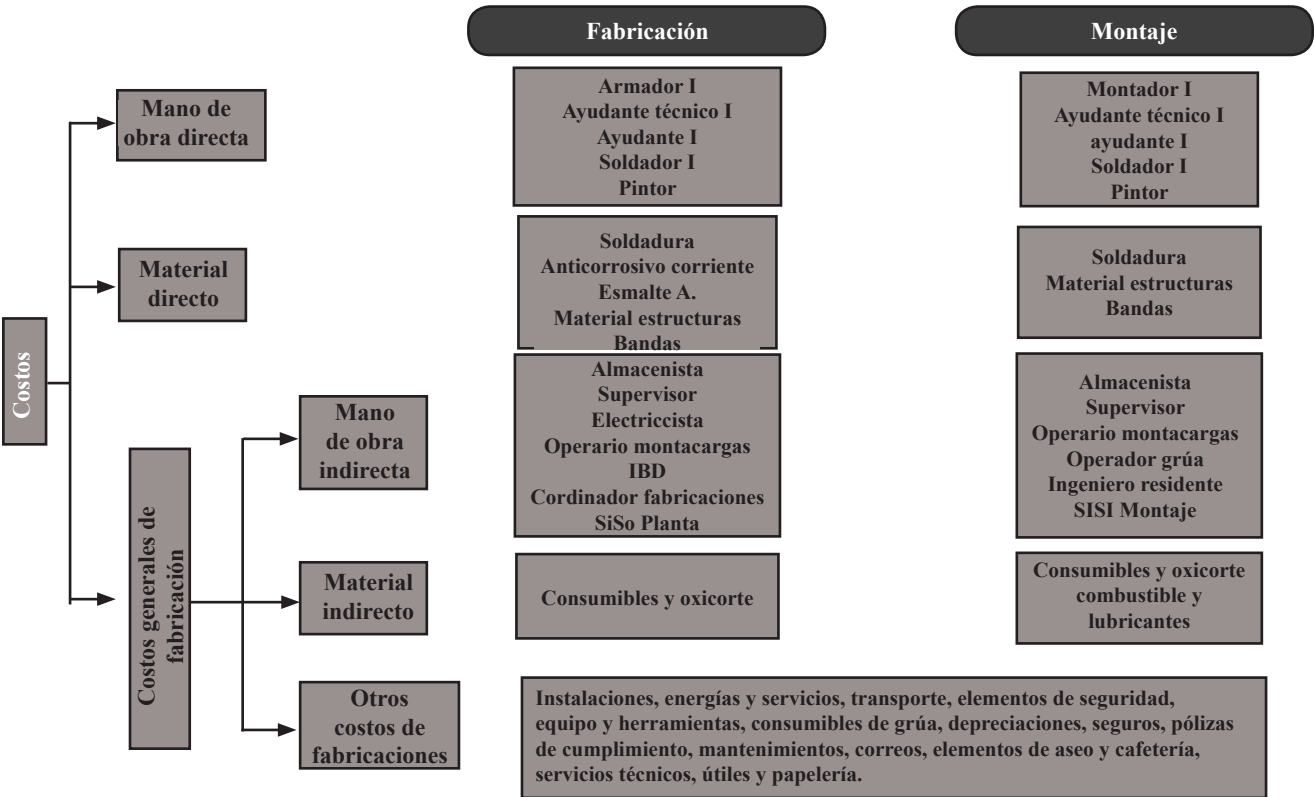 Fabricación
Montaje
Mano de
obra directa
Armador I
Ayudante técnico I
Ayudante I
Soldador I
Pintor
Montador I
Ayudante técnico I
ayudante I
Soldador I
Pintor
Material
directo
Soldadura
Anticorrosivo corriente
Esmalte A.
Material estructuras
Bandas
Soldadura
Material estructuras
Bandas
Costos
Costos generales de
fabricación
Mano
de obra
indirecta
Almacenista
Supervisor
Electriccista
Operario montacargas
IBD
Cordinador fabricaciones
SiSo Planta
Almacenista
Supervisor
Operario montacargas
Operador grúa
Ingeniero residente
SISI Montaje
Material
indirecto
Consumibles y oxicorte
Consumibles y oxicorte
combustible y
lubricantes
Otros
costos de
fabricaciones
Instalaciones, energías y servicios, transporte, elementos de seguridad,
equipo y herramientas, consumibles de grúa, depreciaciones, seguros, pólizas
de cumplimiento, mantenimientos, correos, elementos de aseo y cafetería,
servicios técnicos, útiles y papelería.